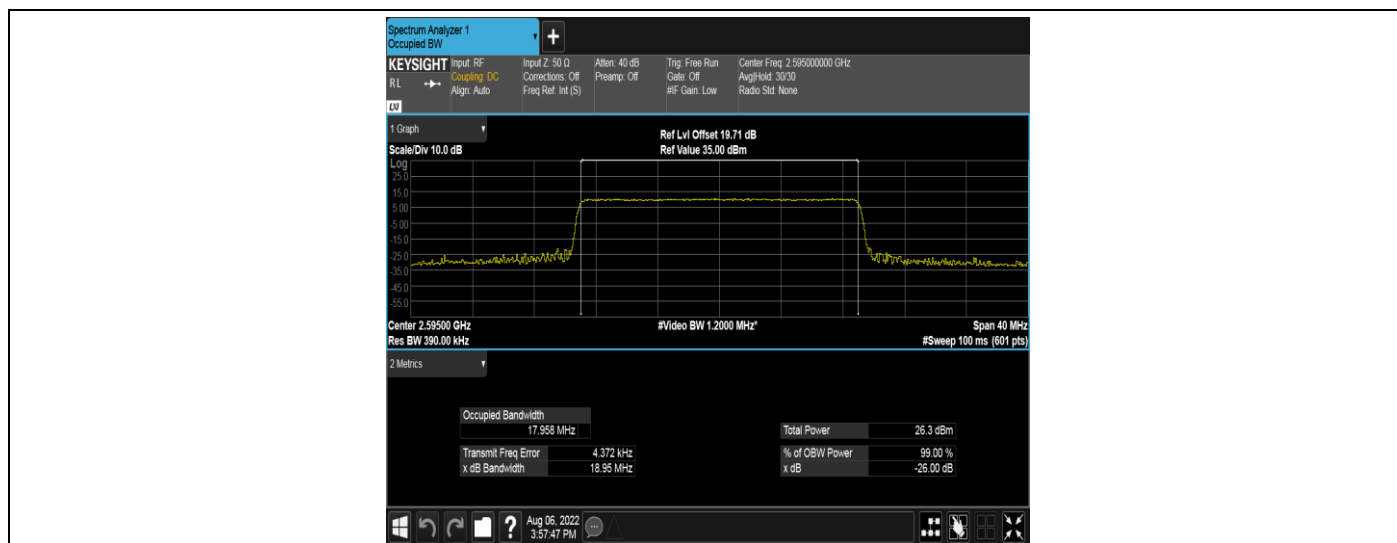 Spectrum Analyzer 1
Occupied BW
+
KEYSIGHT Input: RF Input Z: 50 Ω Atten: 40 dB Trig: Free Run Center Freq: 2.595000000 GHz
RL Coupling: DC Corrections: Off Preamp: Off Gate: Off Avg|Hold: 30/30
Align: Auto Freq Ref: Int (S) #IF Gain: Low Radio Std: None
LXI
1 Graph Ref Lvl Offset 19.71 dB
Scale/Div 10.0 dB Ref Value 35.00 dBm
Log
25.0
15.0
5.00
-5.00
-15.0
-25.0
-35.0
-45.0
-55.0
Center 2.59500 GHz #Video BW 1.2000 MHz* Span 40 MHz
Res BW 390.00 kHz #Sweep 100 ms (601 pts)
2 Metrics
Occupied Bandwidth
17.958 MHz Total Power 26.3 dBm
Transmit Freq Error 4.372 kHz % of OBW Power 99.00 %
x dB Bandwidth 18.95 MHz x dB -26.00 dB
? Aug 06, 2022
3:57:47 PM